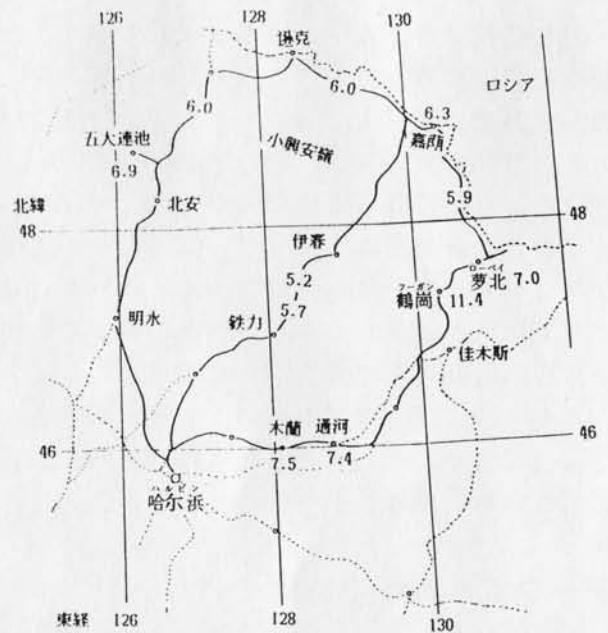 126
128
130
遜克
ロシア
6.0
6.0
6.3
嘉荫
五大連池
小興安嶺
6.9
北安
5.9
北緯
48
48
伊春
ローベイ
萝北
7.0
フーガン
鶴崗
11.4
5.2
5.7
明水
鉄力
佳木斯
木蘭
通河
46
46
7.5
7.4
ハルビン
哈尔浜
東経
126
128
130